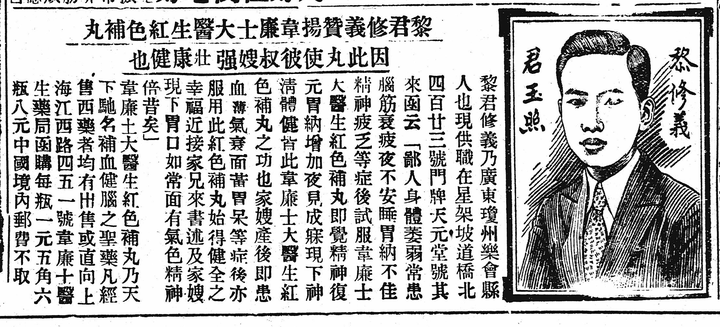 黎君修義贊揚韋廉士大醫生紅色補丸
因此丸使彼叔嫂强壯康健也
黎修義
君玉照
黎君修義乃廣東瓊州樂會縣
人也現供職在星架坡道橋北
四百廿三號門牌天元堂號其
來函云「鄙人身體萎弱常患
腦筋衰疲夜不安睡胃納不佳
精神疲乏等症後試服韋廉士
大醫生紅色補丸即覺精神復
元胃納增加夜見成寐現下神
清體健皆此韋廉士大醫生紅
色補丸之功也家嫂產後即患
血薄氣衰面蓄胃呆等症後亦
服用此紅色補丸始得健全之
幸福近接家兄來書述及家嫂
現下胃口如常面有氣色精神
倍昔矣」
韋廉士大醫生紅色補丸乃天
下馳名補血健腦之聖藥凡經
售西藥者均有出售或直向上
海江西路四五一號韋廉士醫
生藥局函購每瓶一元五角六
瓶八元中國境內郵費不取